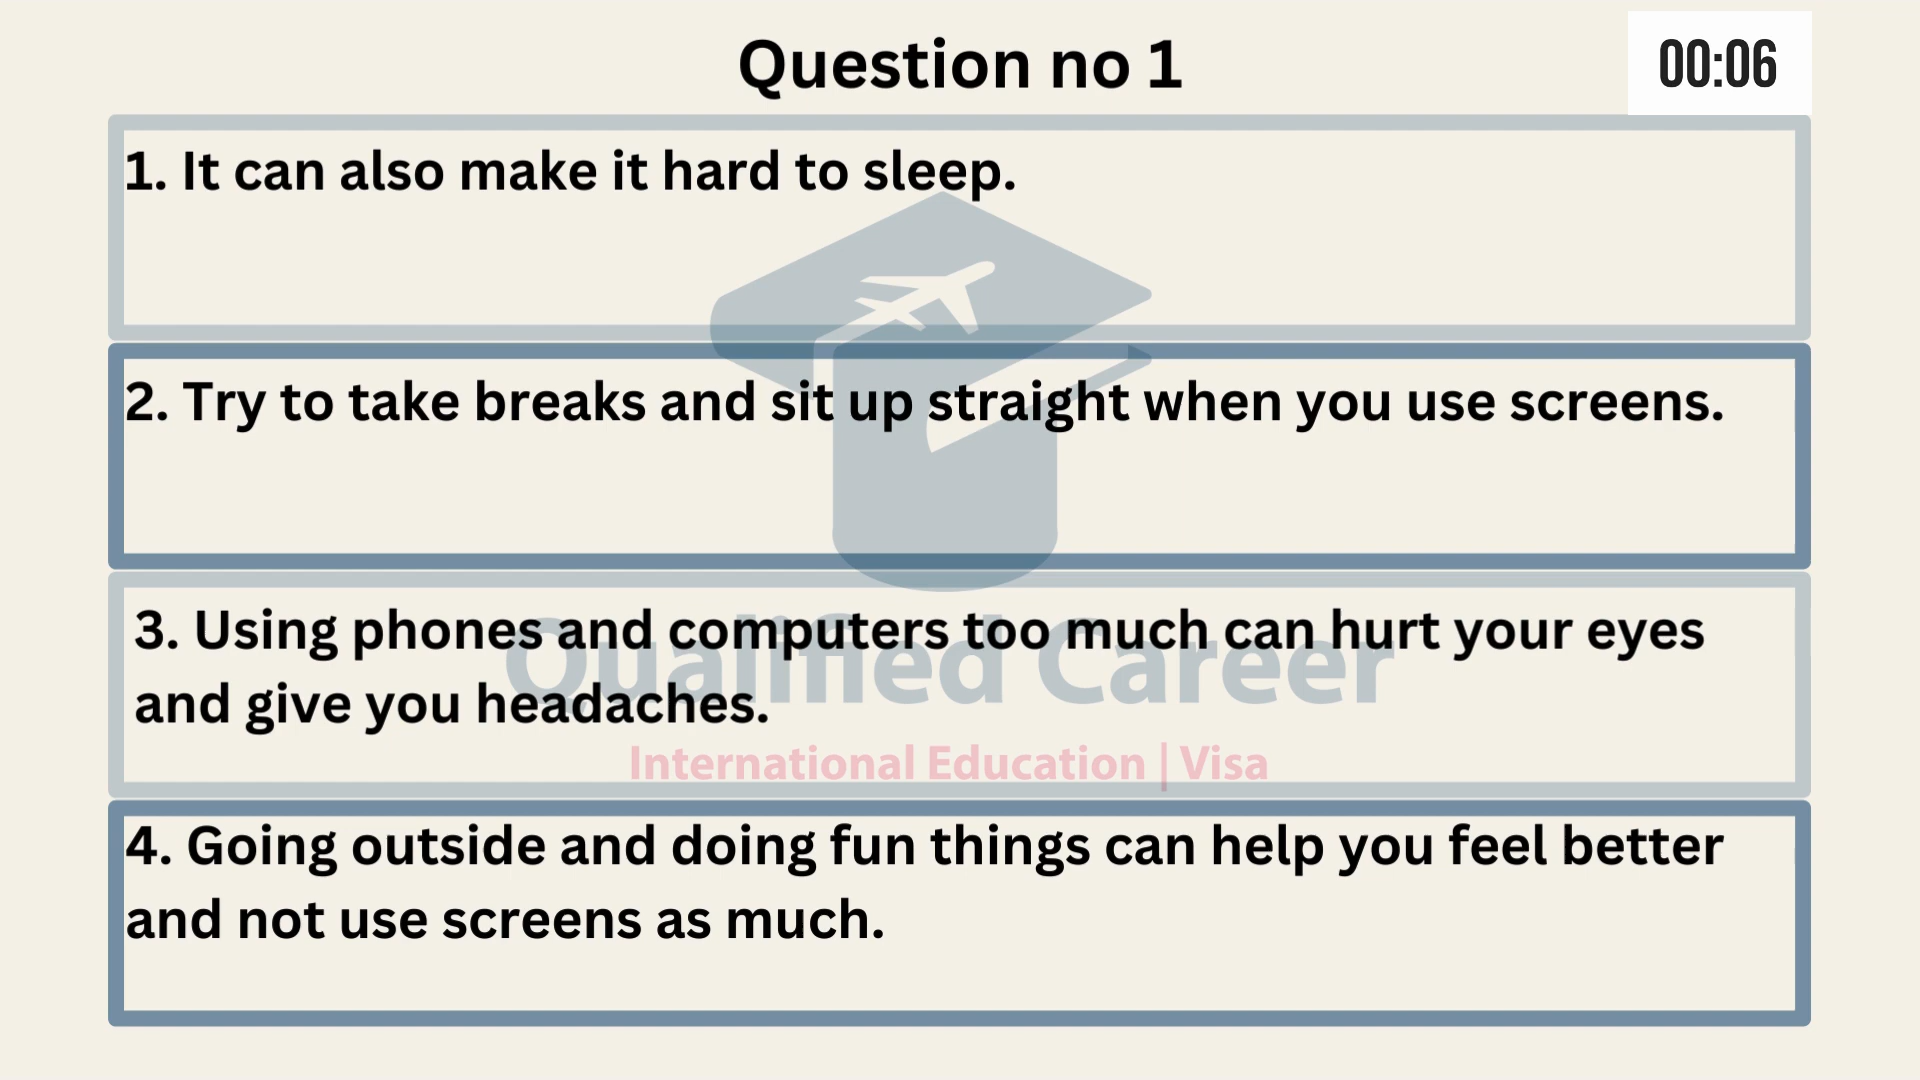 Question no 1
00:06
1. It can also make it hard to sleep.
2. Try to take breaks and sit up straight when you use screens.
3. Using phones and computers too much can hurt your eyes
and give you headaches.
Qualified Career
International Education | Visa
4. Going outside and doing fun things can help you feel better
and not use screens as much.